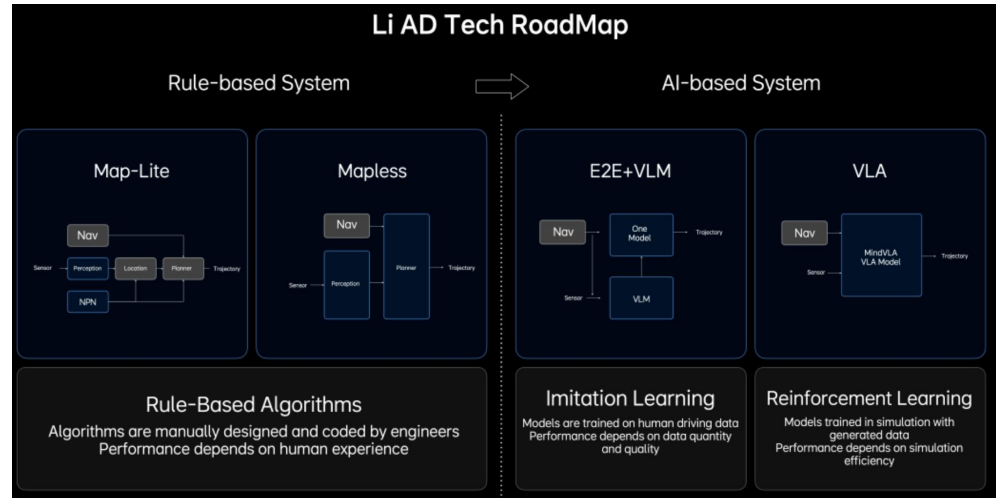 Li AD Tech RoadMap
Rule-based System
AI-based System
Map-Lite
Nav
Sensor
Perception
Location
Planner
Trajectory
NPN
Mapless
Nav
Sensor
Perception
Planner
Trajectory
E2E+VLM
Nav
One
Model
Trajectory
Sensor
VLM
VLA
Nav
Sensor
MindVLA
VLA Model
Trajectory
Rule-Based Algorithms
Algorithms are manually designed and coded by engineers
Performance depends on human experience
Imitation Learning
Models are trained on human driving data
Performance depends on data quantity
and quality
Reinforcement Learning
Models trained in simulation with
generated data
Performance depends on simulation
efficiency